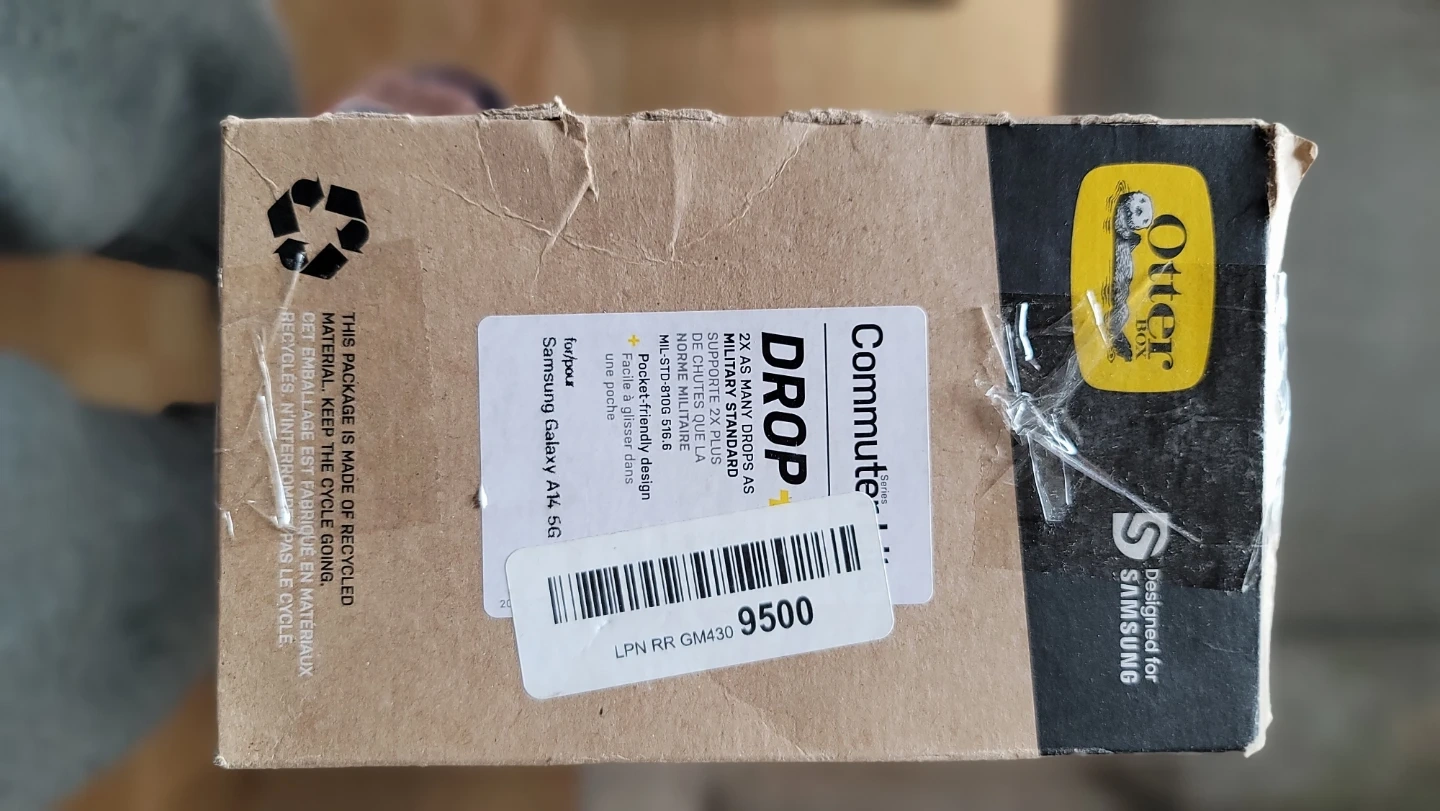 Otter
BOX
Designed for
SAMSUNG
Commuter
Series
DROP+
2X AS MANY DROPS AS
MILITARY STANDARD
SUPPORTE 2X PLUS
DE CHUTES QUE LA
NORME MILITAIRE
MIL-STD-810G 516.6
+ Pocket-friendly design
Facile à glisser dans
une poche
for/pour
Samsung Galaxy A14 5G
20
LPN RR GM430 9500
THIS PACKAGE IS MADE OF RECYCLED
MATERIAL. KEEP THE CYCLE GOING.
CET EMBALLAGE EST FABRIQUÉ EN MATÉRIAUX
RECYCLÉS. N'INTERROMPEZ PAS LE CYCLE.